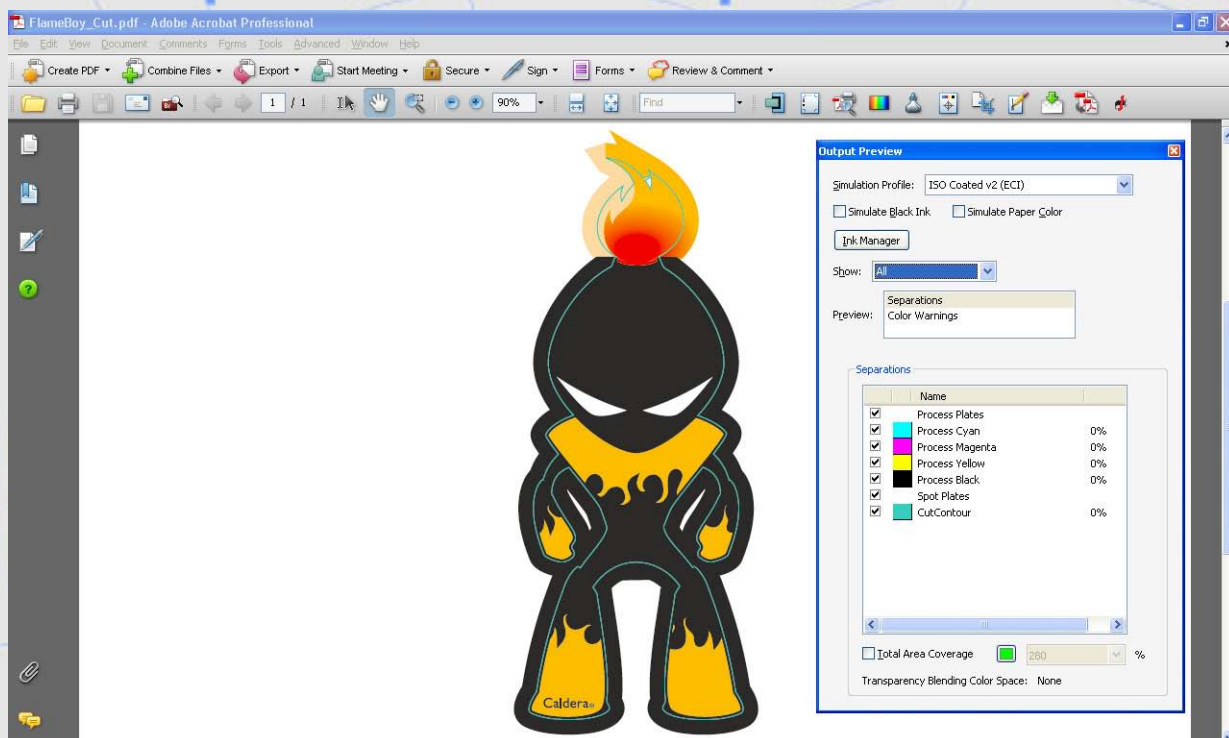 FlameBoy_Cut.pdf - Adobe Acrobat Professional
File Edit View Document Comments Forms Tools Advanced Window Help
Create PDF Combine Files Export Start Meeting Secure Sign Forms Review & Comment
1 / 1 90% Find
Output Preview
Simulation Profile: ISO Coated v2 (ECI)
Simulate Black Ink Simulate Paper Color
Ink Manager
Show: All
Separations
Preview: Color Warnings
Separations
Name
Process Plates
Process Cyan 0%
Process Magenta 0%
Process Yellow 0%
Process Black 0%
Spot Plates
CutContour 0%
Total Area Coverage 280 %
Transparency Blending Color Space: None
Caldera®